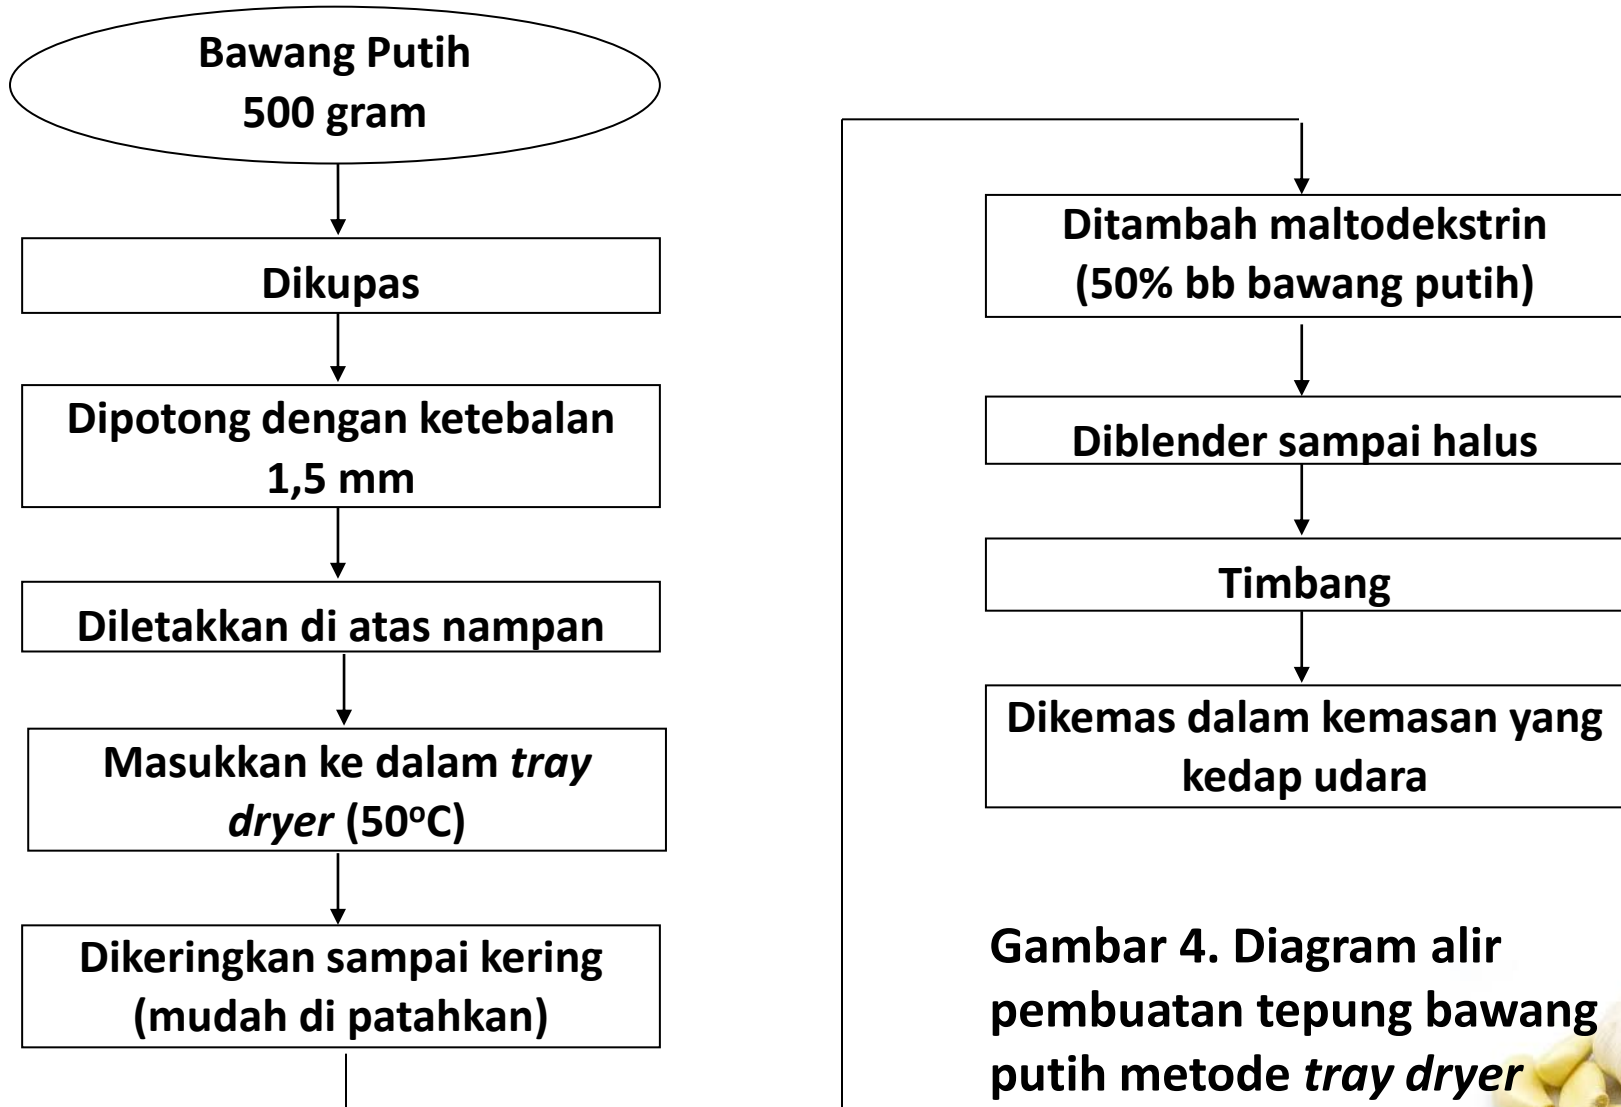 Bawang Putih
500 gram
Dikupas
Dipotong dengan ketebalan
1,5 mm
Diletakkan di atas nampan
Masukkan ke dalam tray
dryer (50°C)
Dikeringkan sampai kering
(mudah di patahkan)
Ditambah maltodekstrin
(50% bb bawang putih)
Diblender sampai halus
Timbang
Dikemas dalam kemasan yang
kedap udara
Gambar 4. Diagram alir
pembuatan tepung bawang
putih metode tray dryer